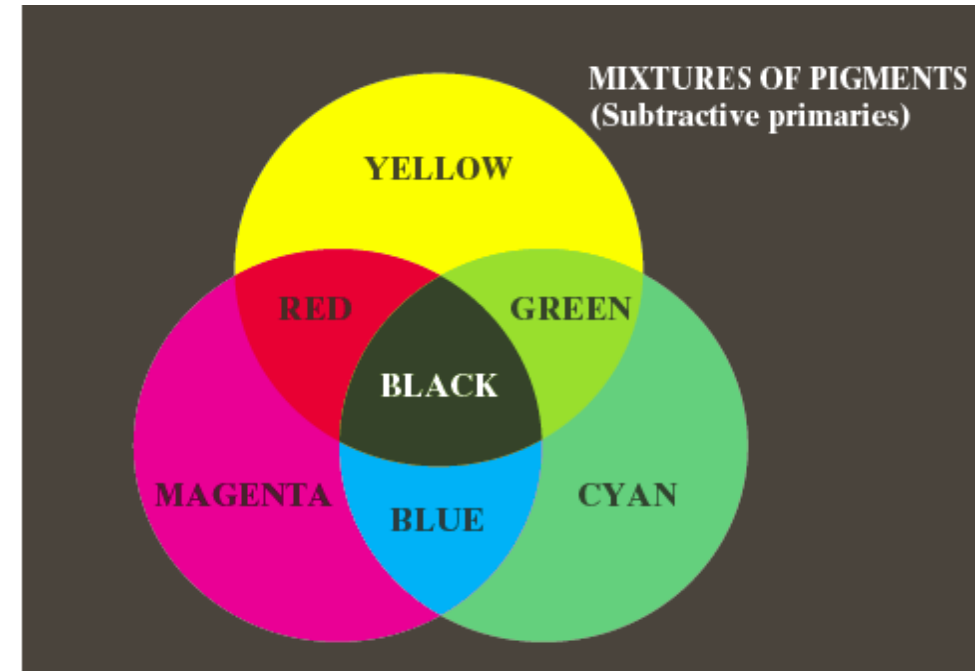 MIXTURES OF PIGMENTS
(Subtractive primaries)
YELLOW
RED
GREEN
BLACK
MAGENTA
BLUE
CYAN